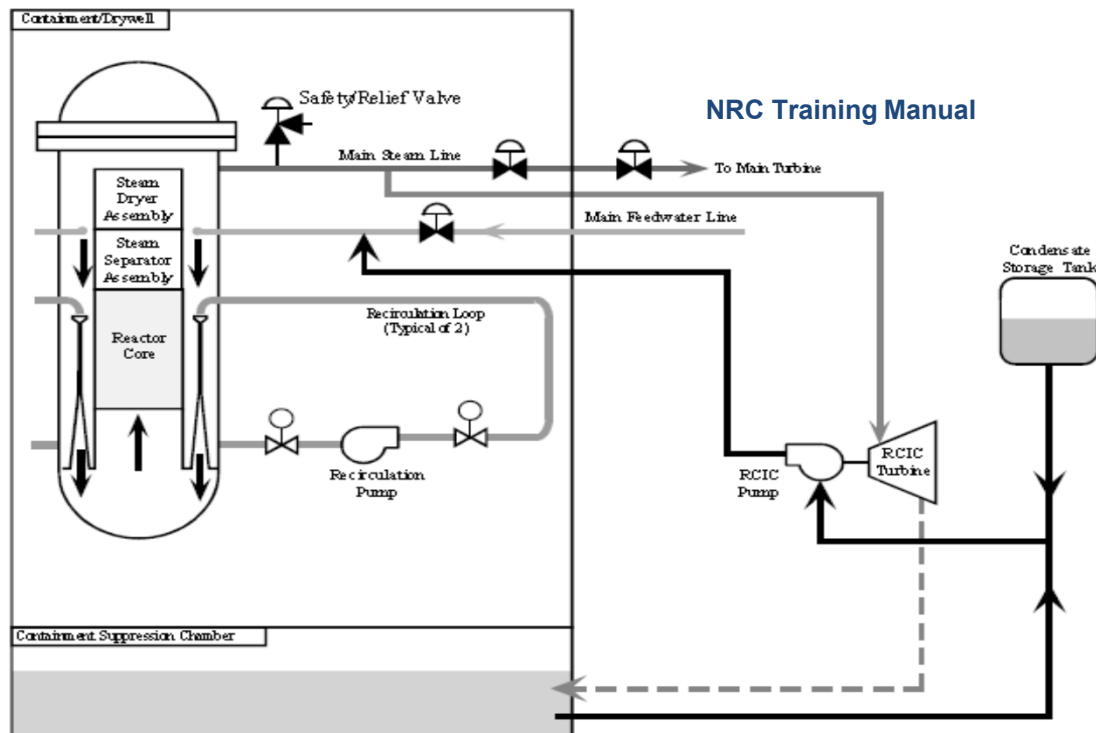 Containment/Drywell
Safety/Relief Valve
NRC Training Manual
Main Steam Line
To Main Turbine
Steam
Dryer
Assembly
Main Feedwater Line
Steam
Separator
Assembly
Condensate
Storage Tank
Recirculation Loop
(Typical of 2)
Reactor
Core
RCIC
Turbine
Recirculation
Pump
RCIC
Pump
Containment Suppression Chamber